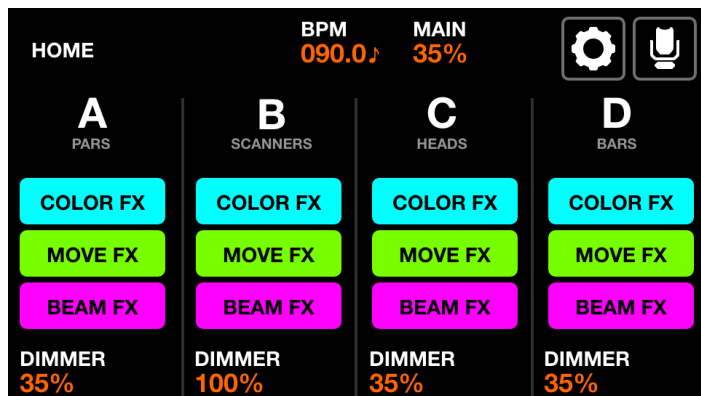 HOME
BPM MAIN
090.0♪ 35%
A B C D
PARS SCANNERS HEADS BARS
COLOR FX COLOR FX COLOR FX COLOR FX
MOVE FX MOVE FX MOVE FX MOVE FX
BEAM FX BEAM FX BEAM FX BEAM FX
DIMMER DIMMER DIMMER DIMMER
35% 100% 35% 35%